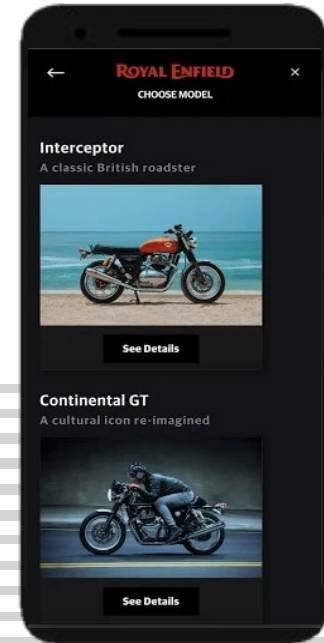 ROYAL ENFIELD
CHOOSE MODEL
Interceptor
A classic British roadster
See Details
Continental GT
A cultural icon re-imagined
See Details